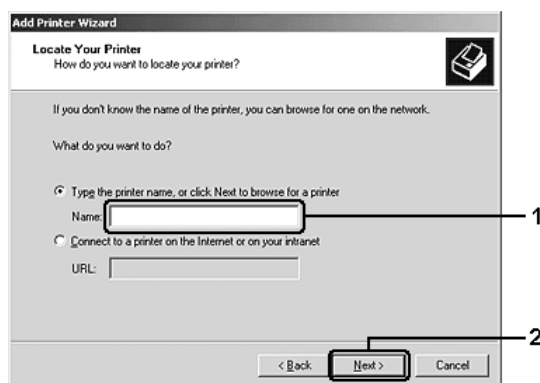 Add Printer Wizard
Locate Your Printer
How do you want to locate your printer?
If you don't know the name of the printer, you can browse for one on the network.
What do you want to do?
Type the printer name, or click Next to browse for a printer
Name:
1
Connect to a printer on the Internet or on your intranet
URL:
2
< Back
Next >
Cancel